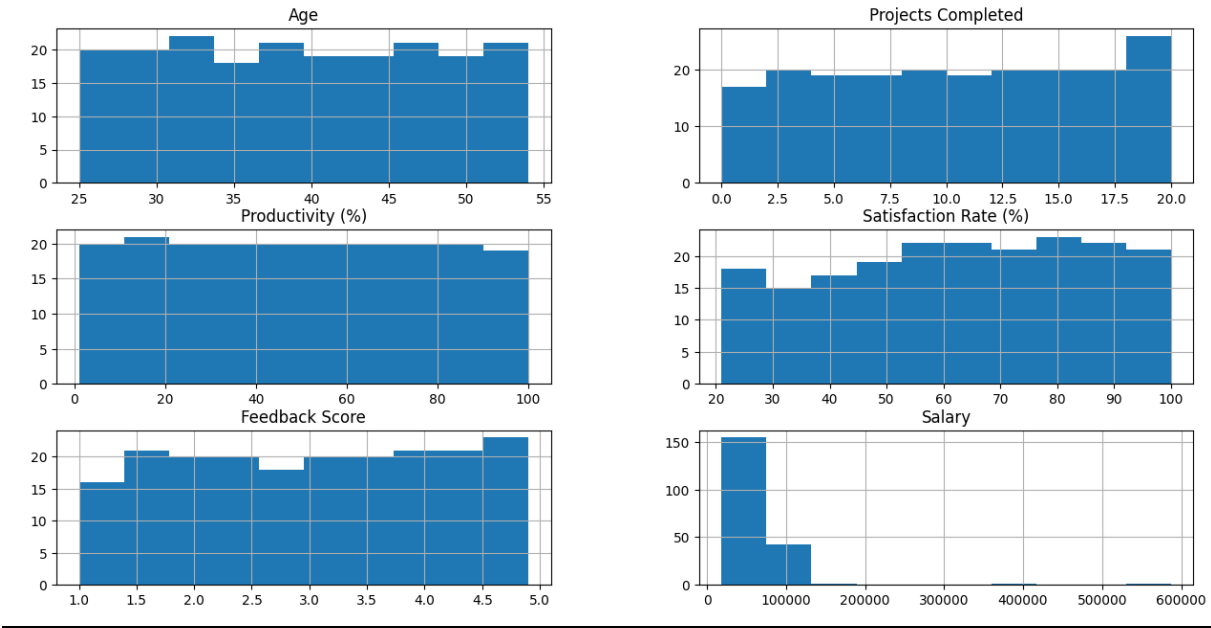 Age
20
15
10
5
0
25 30 35 40 45 50 55
Projects Completed
20
10
0
0.0 2.5 5.0 7.5 10.0 12.5 15.0 17.5 20.0
Productivity (%)
20
15
10
5
0
0 20 40 60 80 100
Satisfaction Rate (%)
20
15
10
5
0
20 30 40 50 60 70 80 90 100
Feedback Score
20
15
10
5
0
1.0 1.5 2.0 2.5 3.0 3.5 4.0 4.5 5.0
Salary
150
100
50
0
0 100000 200000 300000 400000 500000 600000